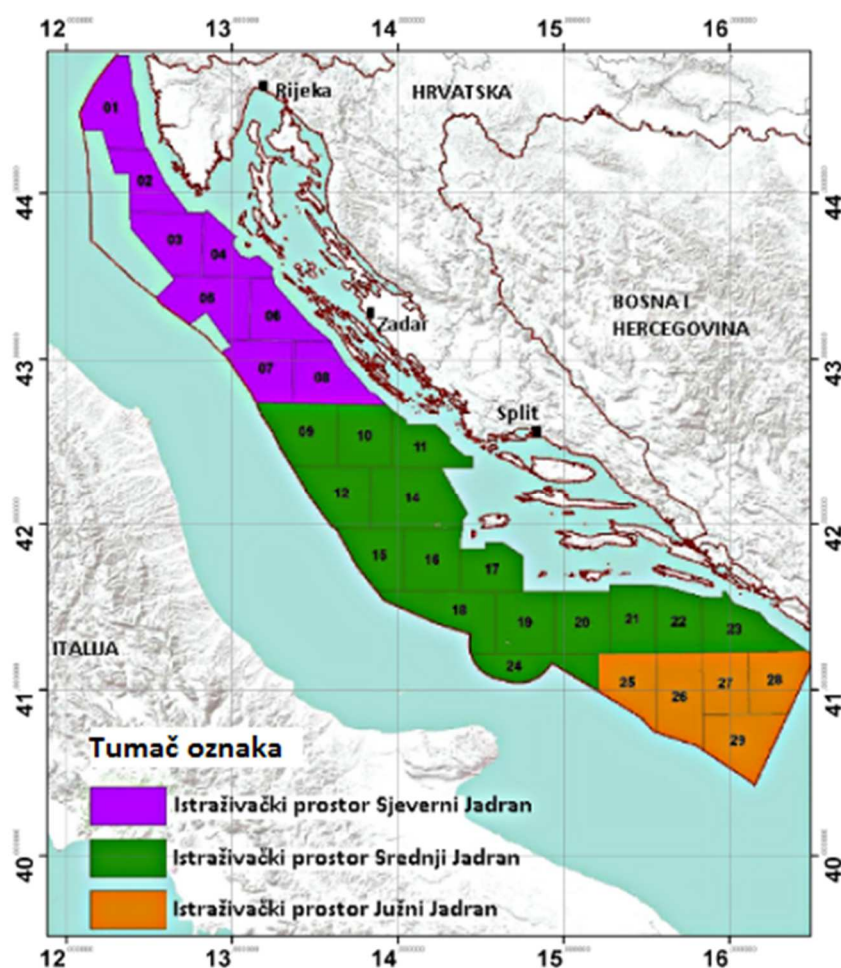 12 13 14 15 16
Rijeka
HRVATSKA
01
44 44
02
03
04
05
06
BOSNA I
HERCEGOVINA
Zadar
43 43
07
08
Split
09
10
11
12
14
42 42
15
16
17
18
19
20
21
22
23
ITALIJA
24
25
26
27
28
41 41
29
Tumač oznaka
Istraživački prostor Sjeverni Jadran
Istraživački prostor Srednji Jadran
40 40
Istraživački prostor Južni Jadran
12 13 14 15 16